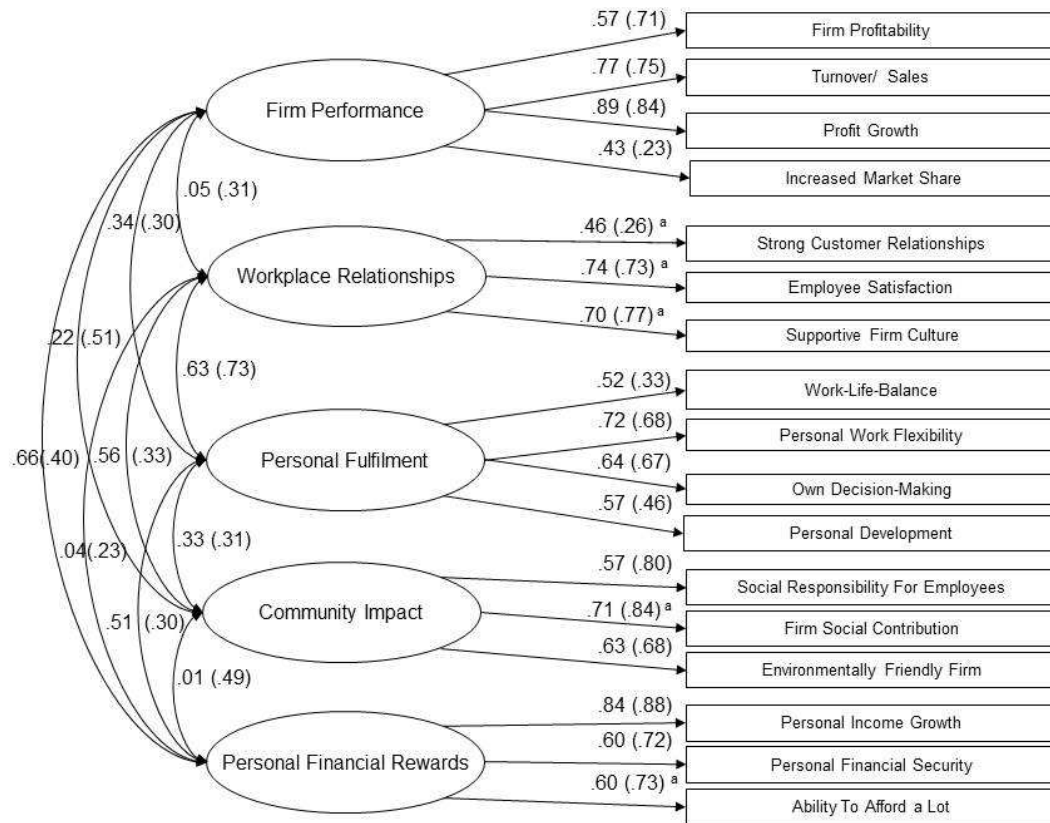 .57 (.71)
Firm Profitability
.77 (.75)
Turnover/ Sales
Firm Performance
.89 (.84)
Profit Growth
.43 (.23)
Increased Market Share
.05 (.31)
.34 (.30)
.46 (.26) a
Strong Customer Relationships
Workplace Relationships
.74 (.73) a
Employee Satisfaction
.70 (.77) a
Supportive Firm Culture
.22 (.51)
.63 (.73)
.52 (.33)
Work-Life-Balance
.72 (.68)
Personal Work Flexibility
Personal Fulfilment
.66(.40)
.56 (.33)
.64 (.67)
Own Decision-Making
.57 (.46)
Personal Development
.33 (.31)
.04(.23)
.57 (.80)
Social Responsibility For Employees
Community Impact
.71 (.84) a
Firm Social Contribution
.51 (.30)
.63 (.68)
Environmentally Friendly Firm
.01 (.49)
.84 (.88)
Personal Income Growth
Personal Financial Rewards
.60 (.72)
Personal Financial Security
.60 (.73) a
Ability To Afford a Lot